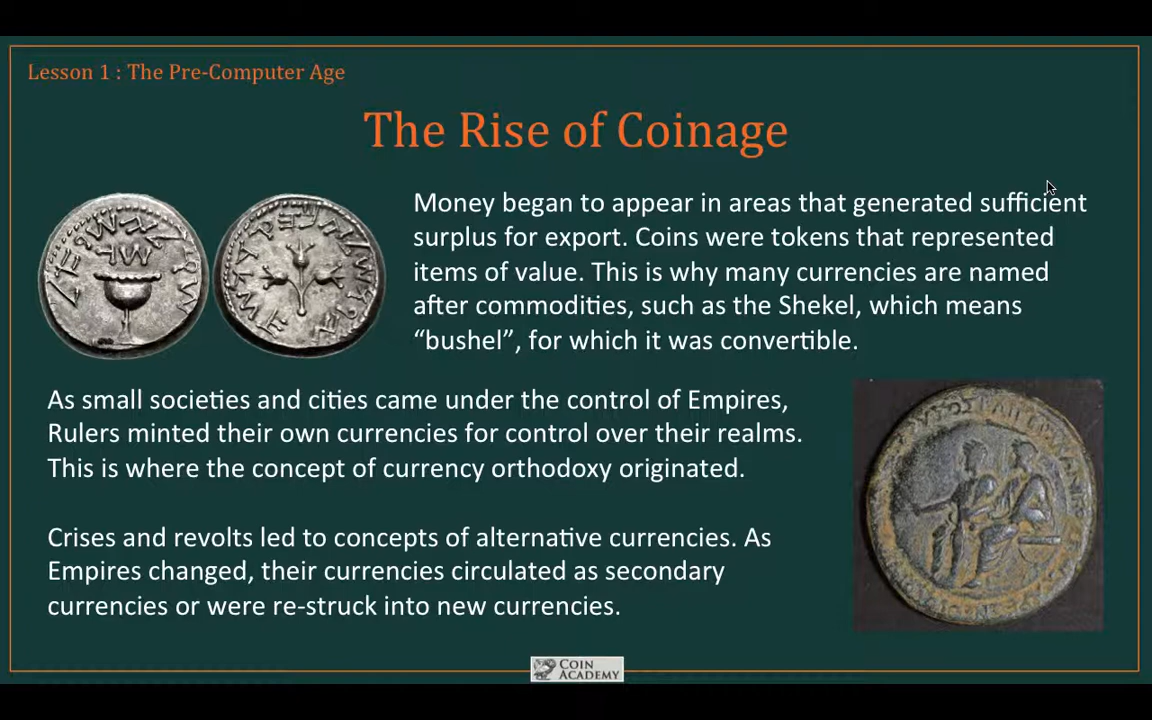 Lesson 1 : The Pre-Computer Age
The Rise of Coinage
Money began to appear in areas that generated sufficient
surplus for export. Coins were tokens that represented
items of value. This is why many currencies are named
after commodities, such as the Shekel, which means
“bushel”, for which it was convertible.
As small societies and cities came under the control of Empires,
Rulers minted their own currencies for control over their realms.
This is where the concept of currency orthodoxy originated.
Crises and revolts led to concepts of alternative currencies. As
Empires changed, their currencies circulated as secondary
currencies or were re-struck into new currencies.
COIN
ACADEMY